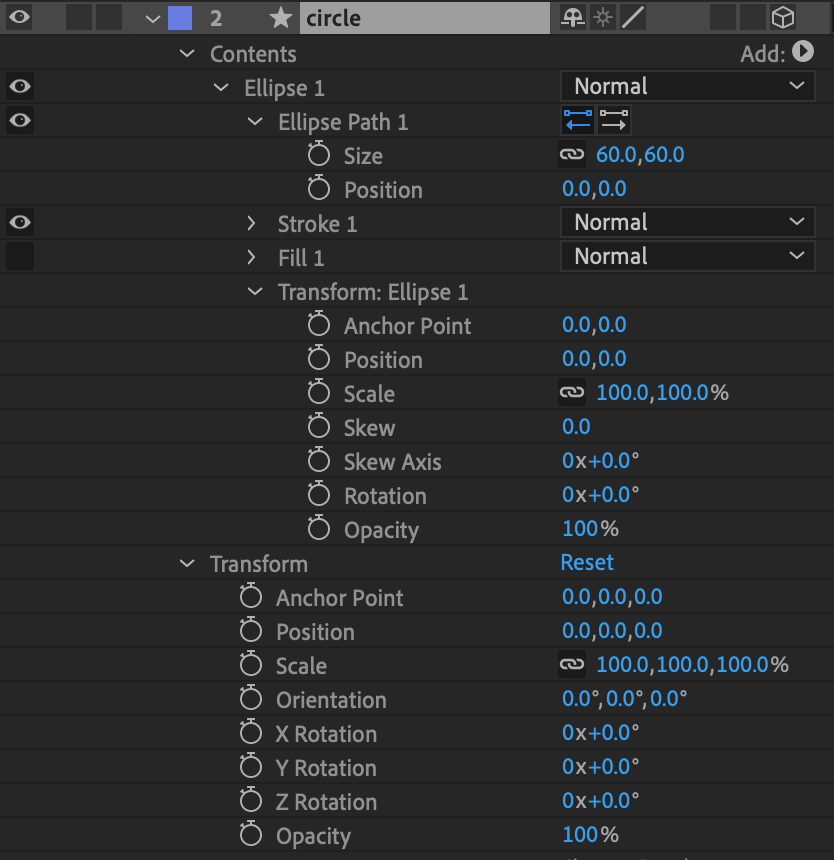 2 circle
Contents Add:
Ellipse 1 Normal
Ellipse Path 1
Size 60.0,60.0
Position 0.0,0.0
Stroke 1 Normal
Fill 1 Normal
Transform: Ellipse 1
Anchor Point 0.0,0.0
Position 0.0,0.0
Scale 100.0,100.0%
Skew 0.0
Skew Axis 0x+0.0°
Rotation 0x+0.0°
Opacity 100%
Transform Reset
Anchor Point 0.0,0.0,0.0
Position 0.0,0.0,0.0
Scale 100.0,100.0,100.0%
Orientation 0.0°,0.0°,0.0°
X Rotation 0x+0.0°
Y Rotation 0x+0.0°
Z Rotation 0x+0.0°
Opacity 100%